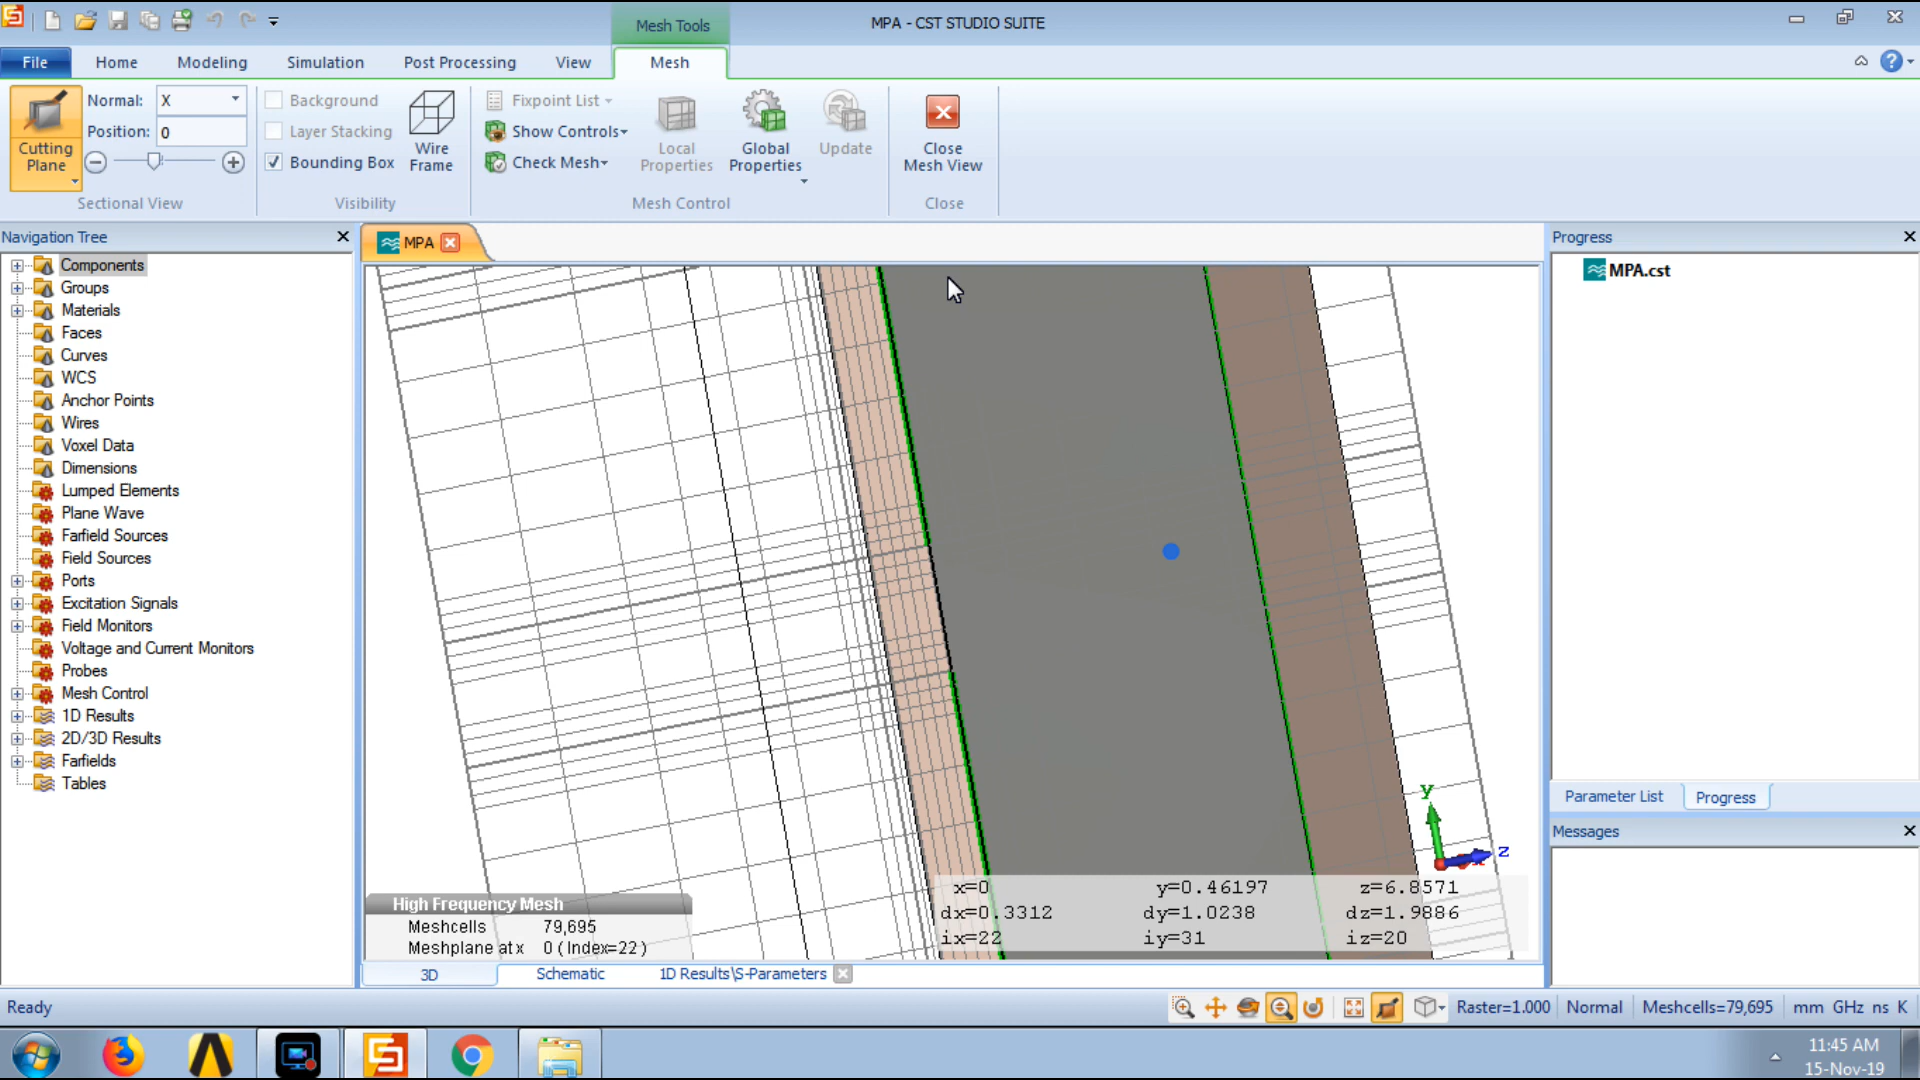 Mesh Tools
MPA - CST STUDIO SUITE
File
Home
Modeling
Simulation
Post Processing
View
Mesh
Cutting Plane
Normal: X
Position: 0
Sectional View
Background
Layer Stacking
Bounding Box
Wire Frame
Visibility
Fixpoint List
Show Controls
Check Mesh
Local Properties
Global Properties
Update
Mesh Control
Close Mesh View
Close
Navigation Tree
Components
Groups
Materials
Faces
Curves
WCS
Anchor Points
Wires
Voxel Data
Dimensions
Lumped Elements
Plane Wave
Farfield Sources
Field Sources
Ports
Excitation Signals
Field Monitors
Voltage and Current Monitors
Probes
Mesh Control
1D Results
2D/3D Results
Farfields
Tables
MPA
y
z
x=0 y=0.46197 z=6.8571
dx=0.3312 dy=1.0238 dz=1.9886
ix=22 iy=31 iz=20
High Frequency Mesh
Meshcells 79,695
Meshplane at x 0 ( Index=22 )
3D
Schematic
1D Results\S-Parameters
Progress
MPA.cst
Parameter List
Progress
Messages
Ready
Raster=1.000
Normal
Meshcells=79,695
mm GHz ns K
11:45 AM
15-Nov-19